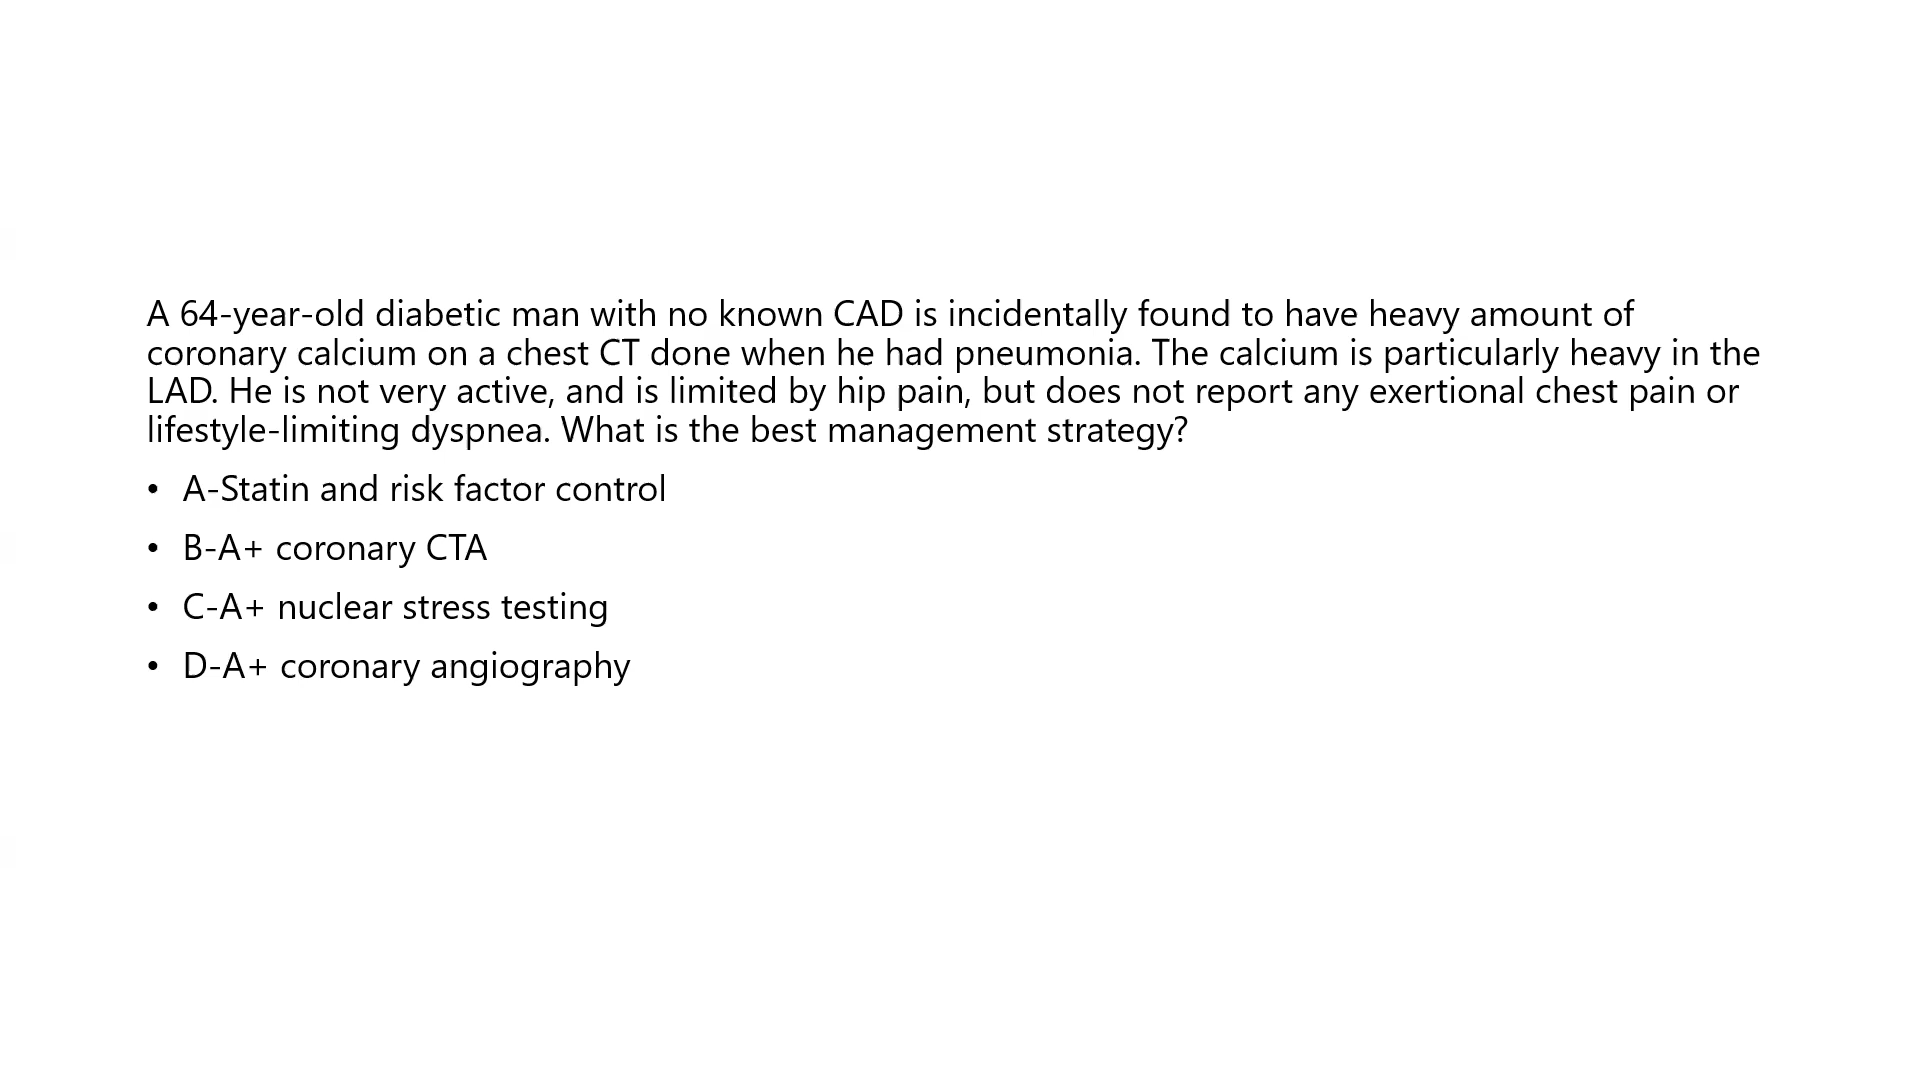 A 64-year-old diabetic man with no known CAD is incidentally found to have heavy amount of
coronary calcium on a chest CT done when he had pneumonia. The calcium is particularly heavy in the
LAD. He is not very active, and is limited by hip pain, but does not report any exertional chest pain or
lifestyle-limiting dyspnea. What is the best management strategy?
• A-Statin and risk factor control
• B-A+ coronary CTA
• C-A+ nuclear stress testing
• D-A+ coronary angiography